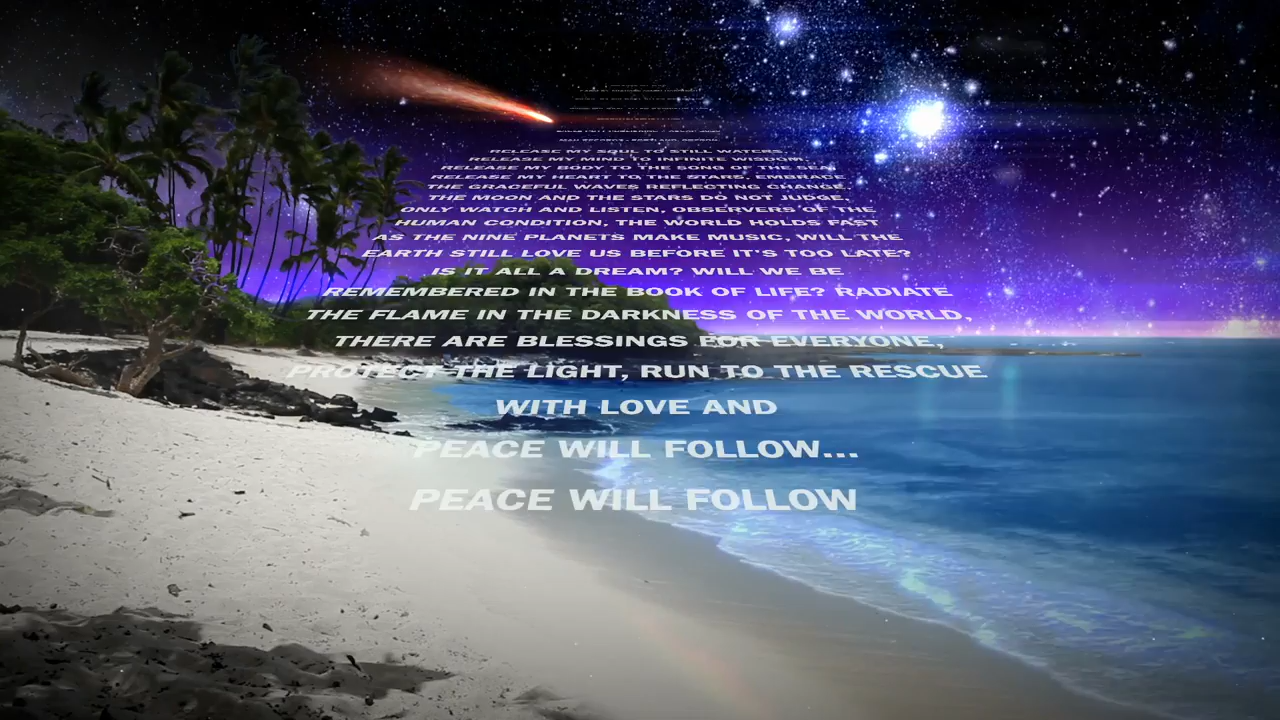 RELEASE MY SOUL TO STILL WATERS,
RELEASE MY MIND TO INFINITE WISDOM,
RELEASE MY BODY TO THE SONG OF THE
RELEASE MY HEART TO THE STARS. EMBRACE
THE GRACEFUL WAVES REFLECTING CHANGE,
THE MOON AND THE STARS DO NOT JUDGE,
ONLY WATCH AND LISTEN, OBSERVERS OF THE
HUMAN CONDITION, THE WORLD HOLDS FAST
AS THE NINE PLANETS MAKE MUSIC, WILL THE
EARTH STILL LOVE US BEFORE IT'S TOO LATE?
IS IT ALL A DREAM? WILL WE BE
REMEMBERED IN THE BOOK OF LIFE? RADIATE
THE FLAME IN THE DARKNESS OF THE WORLD,
THERE ARE BLESSINGS FOR EVERYONE,
PROTECT THE LIGHT, RUN TO THE RESCUE
WITH LOVE AND
PEACE WILL FOLLOW...
PEACE WILL FOLLOW